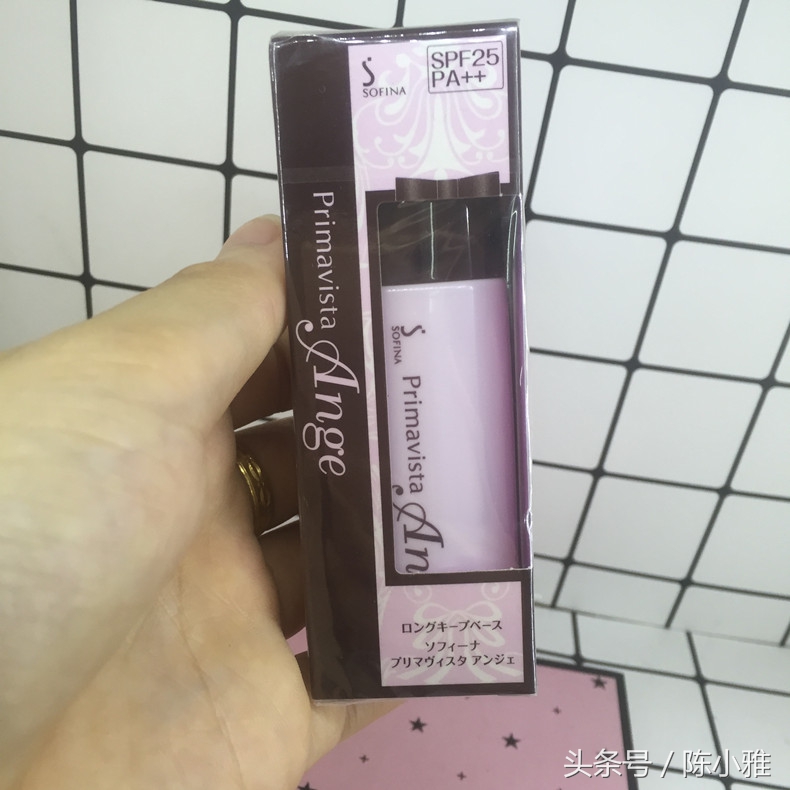 SOFINA
SPF25
PA++
Primavista Ange
SOFINA
Primavista An
ロングキープベース
ソフィーナ
プリマヴィスタ アンジェ
头条号 / 陈小雅